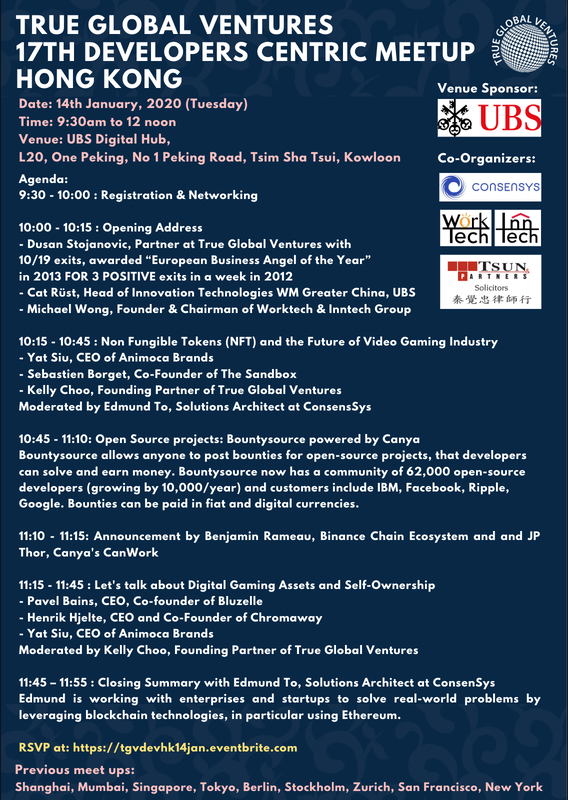 TRUE GLOBAL VENTURES
17TH DEVELOPERS CENTRIC MEETUP
HONG KONG
TRUE GLOBAL VENTURES
Date: 14th January, 2020 (Tuesday)
Time: 9:30am to 12 noon
Venue: UBS Digital Hub,
L20, One Peking, No 1 Peking Road, Tsim Sha Tsui, Kowloon
Venue Sponsor:
UBS
Co-Organizers:
CONSENSYS
Work
Tech
Inn
Tech
TSUN &
PARTNERS
Solicitors
秦覺忠律師行
Agenda:
9:30 - 10:00 : Registration & Networking
10:00 - 10:15 : Opening Address
- Dusan Stojanovic, Partner at True Global Ventures with
10/19 exits, awarded “European Business Angel of the Year”
in 2013 FOR 3 POSITIVE exits in a week in 2012
- Cat Rüst, Head of Innovation Technologies WM Greater China, UBS
- Michael Wong, Founder & Chairman of Worktech & Inntech Group
10:15 - 10:45 : Non Fungible Tokens (NFT) and the Future of Video Gaming Industry
- Yat Siu, CEO of Animoca Brands
- Sebastien Borget, Co-Founder of The Sandbox
- Kelly Choo, Founding Partner of True Global Ventures
Moderated by Edmund To, Solutions Architect at ConsensSys
10:45 - 11:10: Open Source projects: Bountysource powered by Canya
Bountysource allows anyone to post bounties for open-source projects, that developers
can solve and earn money. Bountysource now has a community of 62,000 open-source
developers (growing by 10,000/year) and customers include IBM, Facebook, Ripple,
Google. Bounties can be paid in fiat and digital currencies.
11:10 - 11:15: Announcement by Benjamin Rameau, Binance Chain Ecosystem and and JP
Thor, Canya's CanWork
11:15 - 11:45 : Let's talk about Digital Gaming Assets and Self-Ownership
- Pavel Bains, CEO, Co-founder of Bluzelle
- Henrik Hjelte, CEO and Co-Founder of Chromaway
- Yat Siu, CEO of Animoca Brands
Moderated by Kelly Choo, Founding Partner of True Global Ventures
11:45 – 11:55 : Closing Summary with Edmund To, Solutions Architect at ConsenSys
Edmund is working with enterprises and startups to solve real-world problems by
leveraging blockchain technologies, in particular using Ethereum.
RSVP at: https://tgvdevhk14jan.eventbrite.com
Previous meet ups:
Shanghai, Mumbai, Singapore, Tokyo, Berlin, Stockholm, Zurich, San Francisco, New York